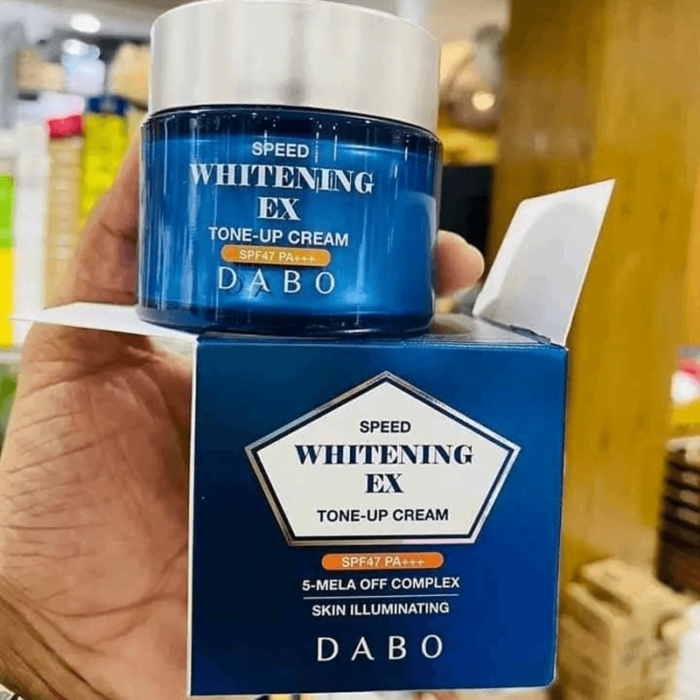 SPEED
WHITENING
EX
TONE-UP CREAM
SPF47 PA+++
DABO
SPEED
WHITENING
EX
TONE-UP CREAM
SPF47 PA+++
5-MELA OFF COMPLEX
SKIN ILLUMINATING
DABO